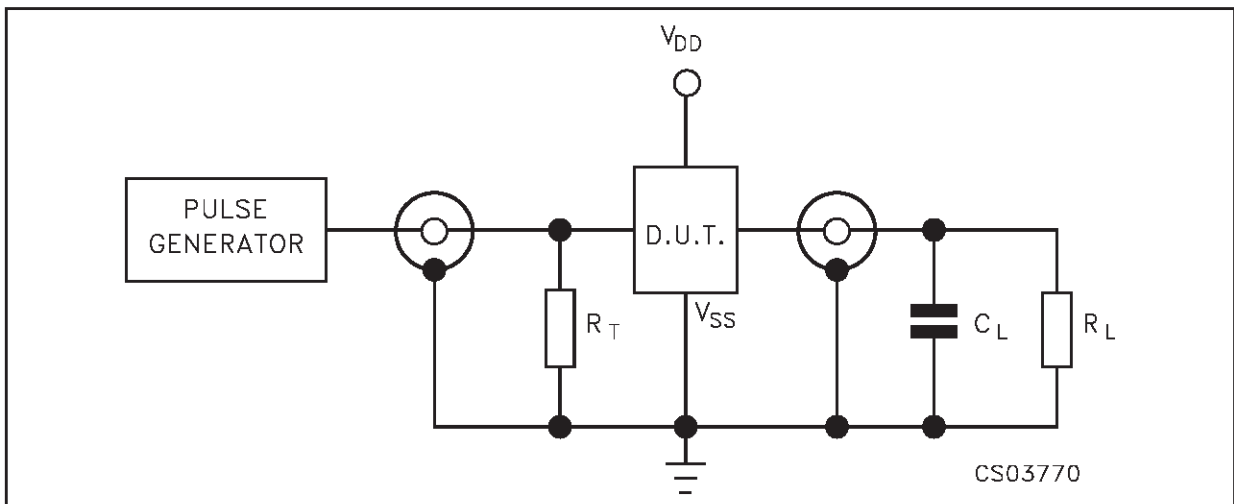 VDD
PULSE
GENERATOR
D.U.T.
VSS
RT
CL
RL
CS03770